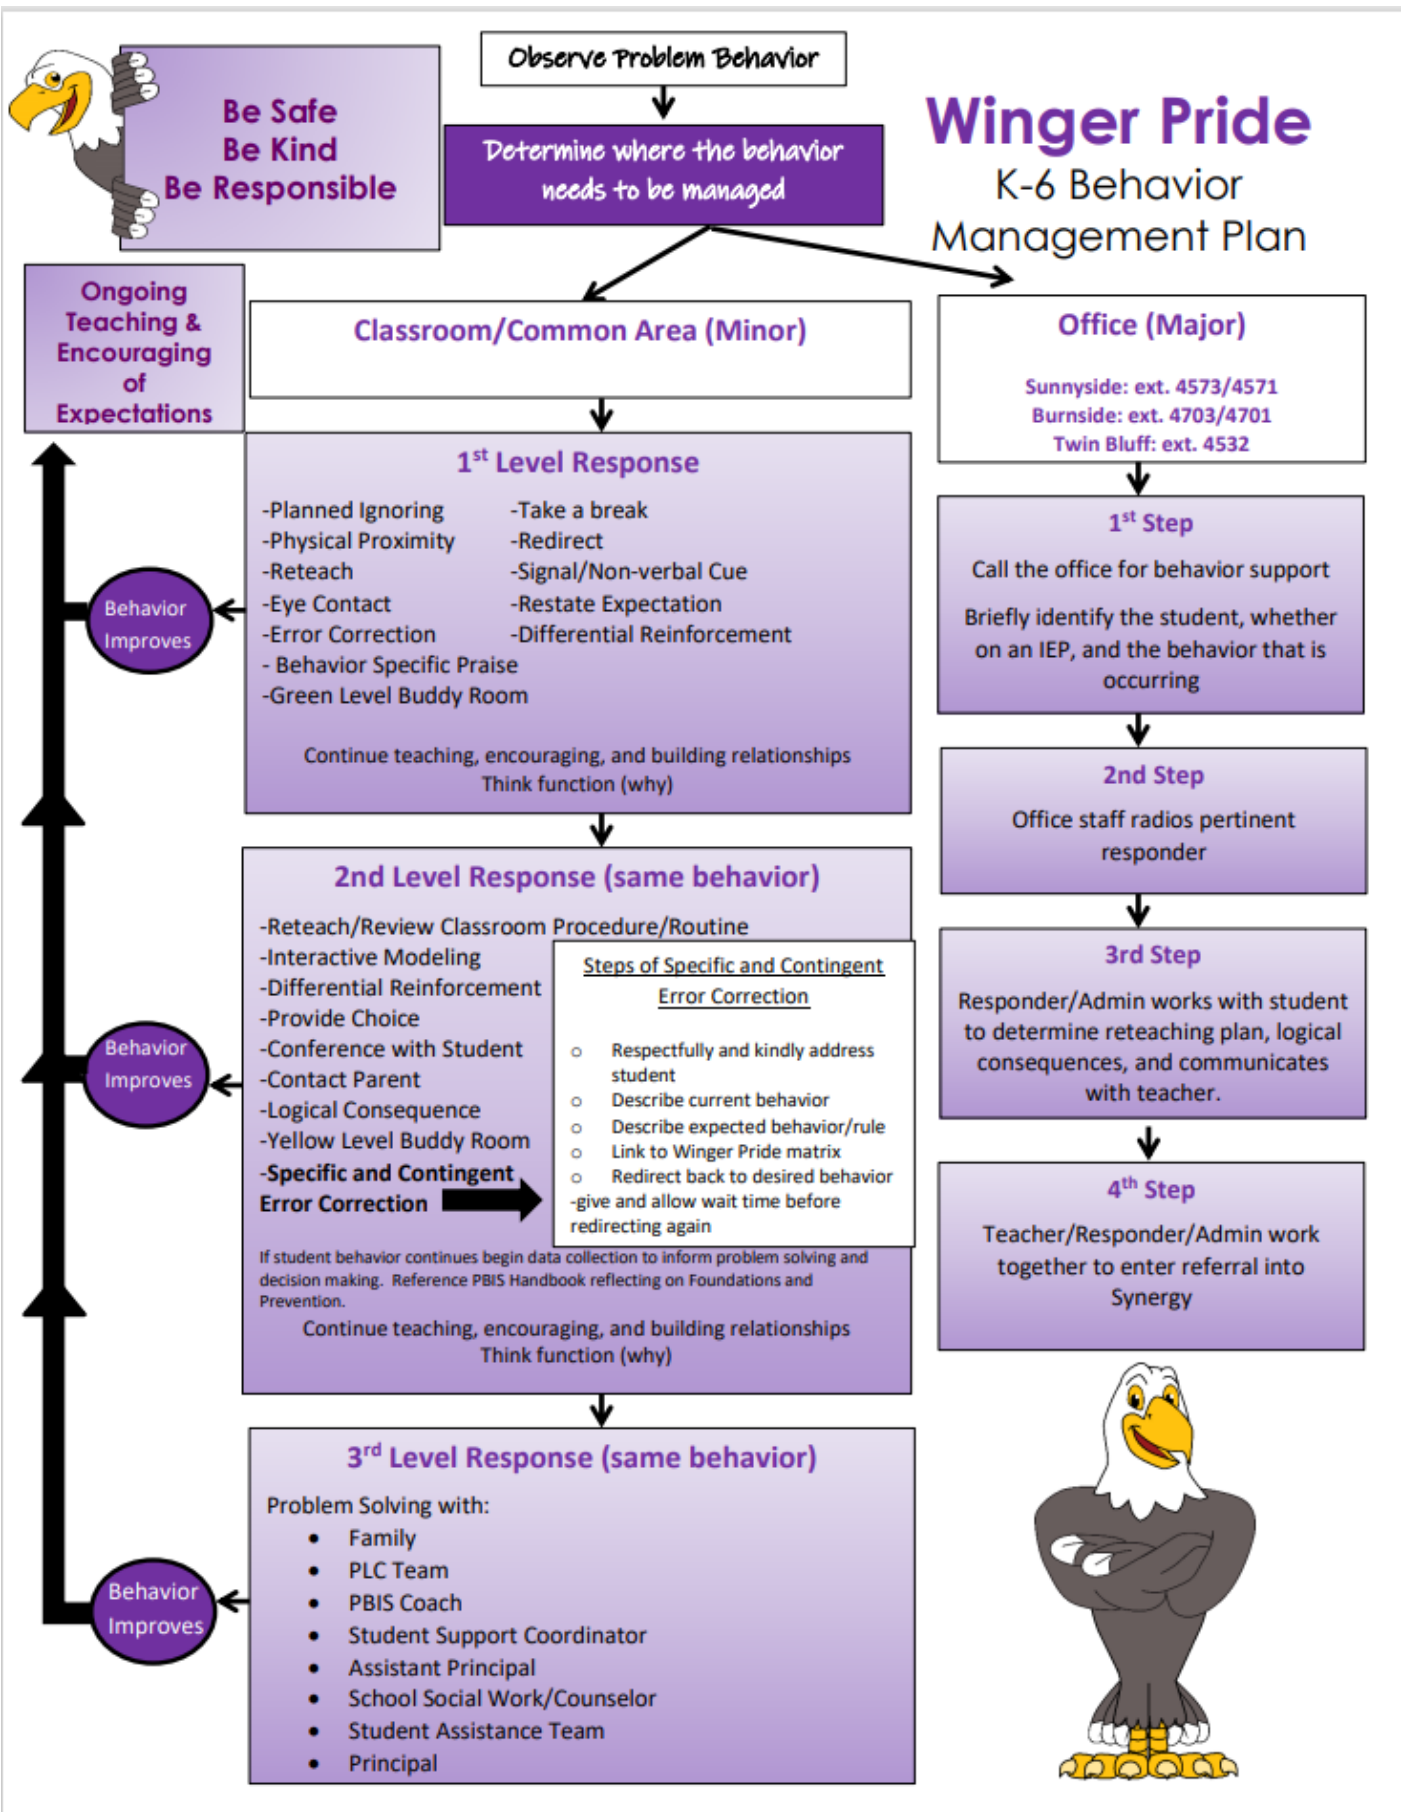 Observe Problem Behavior
Be Safe
Be Kind
Be Responsible
Determine where the behavior
needs to be managed
Winger Pride
K-6 Behavior
Management Plan
Ongoing
Teaching &
Encouraging
of
Expectations
Classroom/Common Area (Minor)
Office (Major)
Sunnyside: ext. 4573/4571
Burnside: ext. 4703/4701
Twin Bluff: ext. 4532
1st Level Response
-Planned Ignoring
-Physical Proximity
-Reteach
-Eye Contact
-Error Correction
- Behavior Specific Praise
-Green Level Buddy Room
-Take a break
-Redirect
-Signal/Non-verbal Cue
-Restate Expectation
-Differential Reinforcement
Continue teaching, encouraging, and building relationships
Think function (why)
Behavior
Improves
2nd Level Response (same behavior)
-Reteach/Review Classroom Procedure/Routine
-Interactive Modeling
-Differential Reinforcement
-Provide Choice
-Conference with Student
-Contact Parent
-Logical Consequence
-Yellow Level Buddy Room
-Specific and Contingent
Error Correction
Steps of Specific and Contingent
Error Correction
o Respectfully and kindly address
student
o Describe current behavior
o Describe expected behavior/rule
o Link to Winger Pride matrix
o Redirect back to desired behavior
-give and allow wait time before
redirecting again
If student behavior continues begin data collection to inform problem solving and
decision making. Reference PBIS Handbook reflecting on Foundations and
Prevention.
Continue teaching, encouraging, and building relationships
Think function (why)
Behavior
Improves
3rd Level Response (same behavior)
Problem Solving with:
• Family
• PLC Team
• PBIS Coach
• Student Support Coordinator
• Assistant Principal
• School Social Work/Counselor
• Student Assistance Team
• Principal
Behavior
Improves
1st Step
Call the office for behavior support
Briefly identify the student, whether
on an IEP, and the behavior that is
occurring
2nd Step
Office staff radios pertinent
responder
3rd Step
Responder/Admin works with student
to determine reteaching plan, logical
consequences, and communicates
with teacher.
4th Step
Teacher/Responder/Admin work
together to enter referral into
Synergy